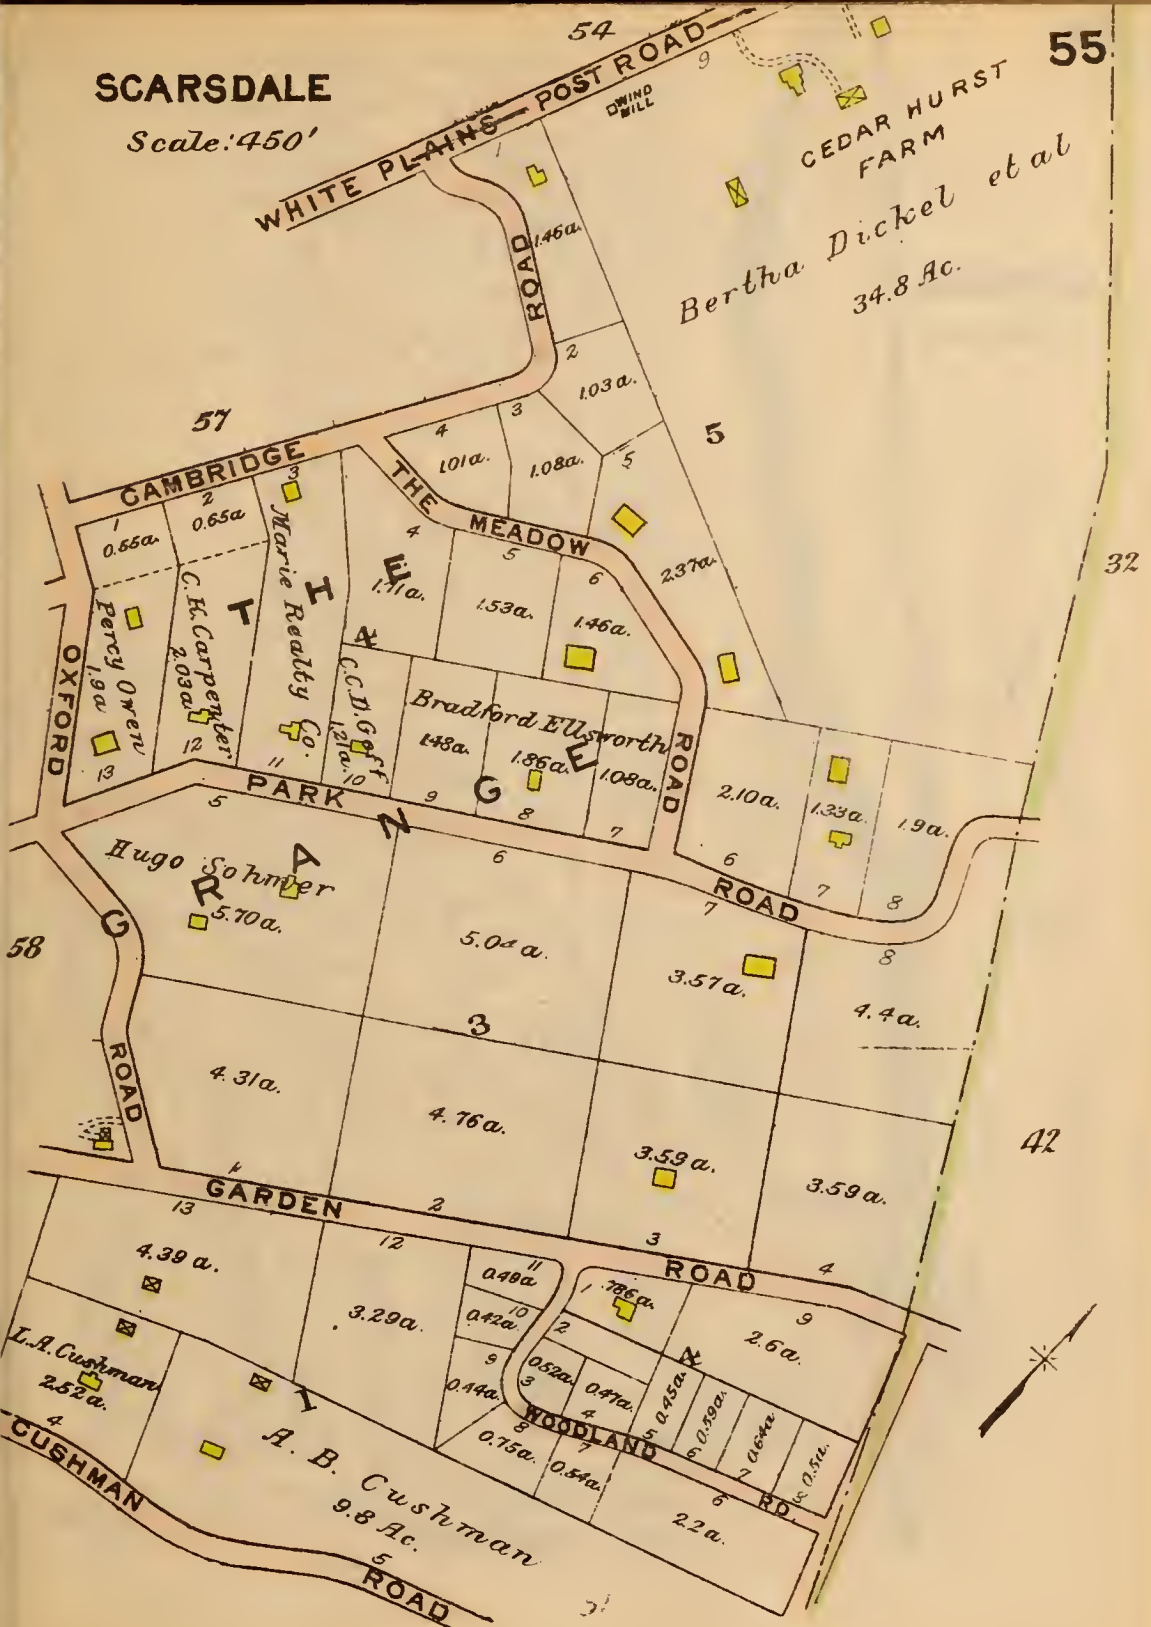 54
55
SCARSDALE
Scale: 450'
WHITE PLAINS POST ROAD
9
WIND MILL
CEDAR HURST
FARM
Bertha Dickel et al
34.8 Ac.
1
1.46a.
ROAD
2
1.03a.
57
CAMBRIDGE
4
1.01a.
3
1.08a.
5
5
2.37a.
THE MEADOW ROAD
32
1
0.55a.
2
0.65a
3
Marie Realty Co.
11
4
1.71a.
5
1.53a.
6
1.46a.
OXFORD
Percy Owen
1.9a
13
C.K. Carpenter
2.03a
12
C.C.D. Goff
1.21a.
10
Bradford Ellsworth
1.48a.
9
1.86a.
8
1.08a.
7
GRANGE
2.10a.
6
1.33a.
7
1.9a.
8
PARK ROAD
5
Hugo Sohmer
5.70a.
6
5.04a.
7
3.57a.
8
4.4a.
58
G
ROAD
3
4.31a.
4.76a.
2
3.59a.
3
3.59a.
4
42
GARDEN ROAD
13
4.39a.
12
3.29a.
11
0.49a
10
0.42a
9
0.44a.
1
.786a.
9
2.6a.
2
0.52a
3
0.47a.
4
5
0.45a.
6
0.59a.
7
0.64a
8
0.5a.
WOODLAND RD.
8
0.75a.
7
0.54a.
6
2.2a.
L.A. Cushman
2.52a.
4
A. B. Cushman
9.8 Ac.
5
CUSHMAN ROAD